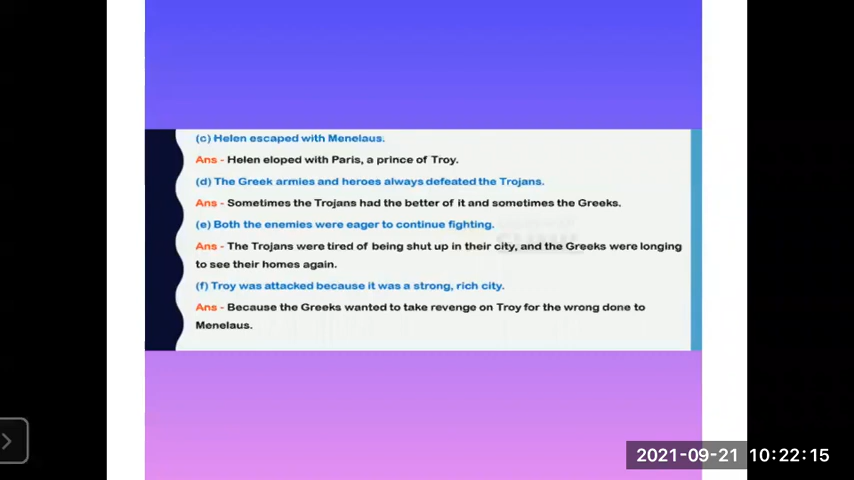 (c) Helen escaped with Menelaus.
Ans - Helen eloped with Paris, a prince of Troy.
(d) The Greek armies and heroes always defeated the Trojans.
Ans - Sometimes the Trojans had the better of it and sometimes the Greeks.
(e) Both the enemies were eager to continue fighting.
Ans - The Trojans were tired of being shut up in their city, and the Greeks were longing
to see their homes again.
(f) Troy was attacked because it was a strong, rich city.
Ans - Because the Greeks wanted to take revenge on Troy for the wrong done to
Menelaus.
2021-09-21 10:22:15